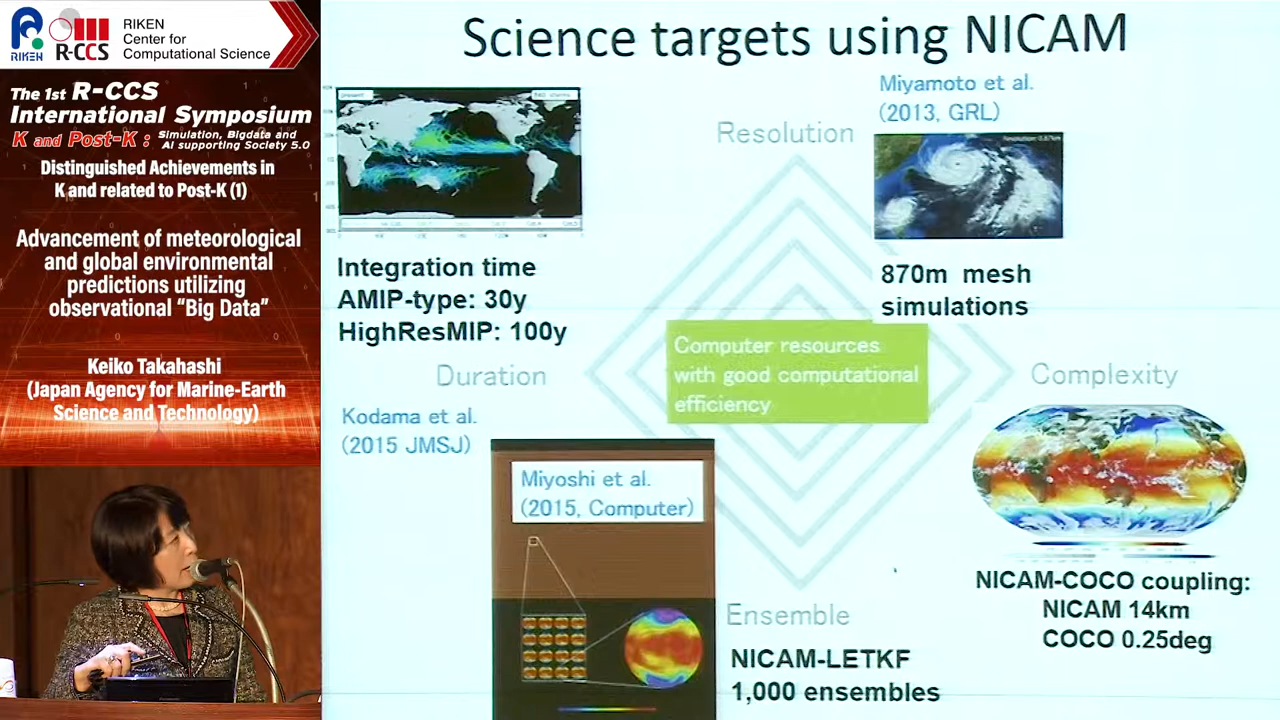 RIKEN
R-CCS
RIKEN
Center for
Computational Science
The 1st R-CCS
International Symposium
K and Post-K :
Simulation, Bigdata and
AI supporting Society 5.0
Distinguished Achievements in
K and related to Post-K (1)
Advancement of meteorological
and global environmental
predictions utilizing
observational “Big Data”
Keiko Takahashi
(Japan Agency for Marine-Earth
Science and Technology)
Science targets using NICAM
present
Integration time
AMIP-type: 30y
HighResMIP: 100y
Duration
Kodama et al.
(2015 JMSJ)
Resolution
Miyamoto et al.
(2013, GRL)
870m mesh
simulations
Computer resources
with good computational
efficiency
Complexity
NICAM-COCO coupling:
NICAM 14km
COCO 0.25deg
Miyoshi et al.
(2015, Computer)
Ensemble
NICAM-LETKF
1,000 ensembles